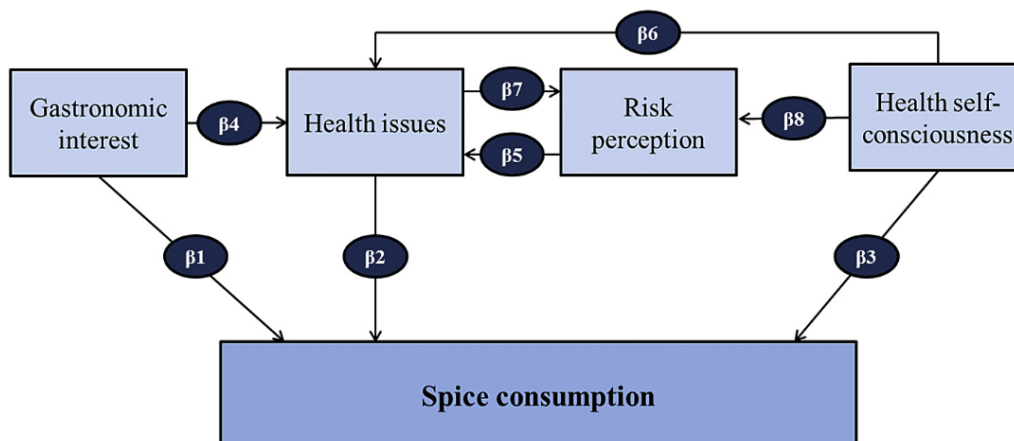 β6
Gastronomic
interest
β4
Health issues
β7
β5
Risk
perception
β8
Health self-
consciousness
β1
β2
β3
Spice consumption